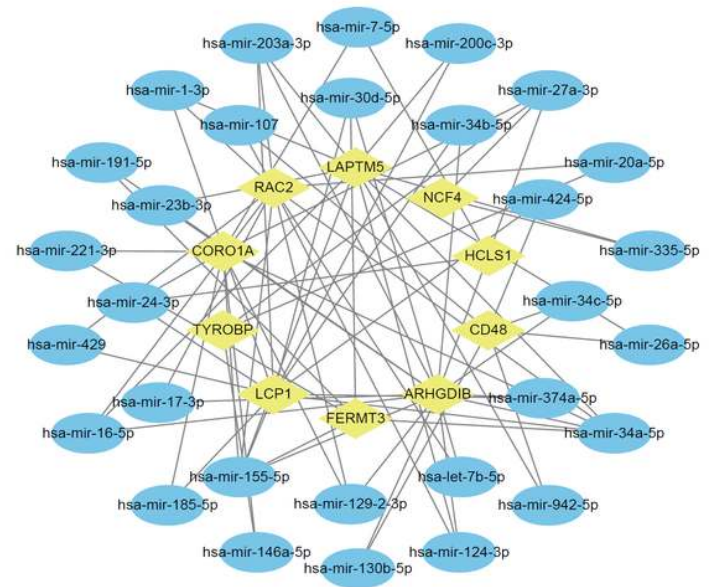 hsa-mir-7-5p
hsa-mir-203a-3p
hsa-mir-200c-3p
hsa-mir-1-3p
hsa-mir-30d-5p
hsa-mir-27a-3p
hsa-mir-107
hsa-mir-34b-5p
hsa-mir-191-5p
LAPTM5
hsa-mir-20a-5p
RAC2
NCF4
hsa-mir-23b-3p
hsa-mir-424-5p
hsa-mir-221-3p
CORO1A
HCLS1
hsa-mir-335-5p
hsa-mir-24-3p
hsa-mir-34c-5p
TYROBP
CD48
hsa-mir-429
hsa-mir-26a-5p
hsa-mir-17-3p
LCP1
ARHGDIB
hsa-mir-374a-5p
FERMT3
hsa-mir-16-5p
hsa-mir-34a-5p
hsa-mir-155-5p
hsa-let-7b-5p
hsa-mir-185-5p
hsa-mir-129-2-3p
hsa-mir-942-5p
hsa-mir-146a-5p
hsa-mir-124-3p
hsa-mir-130b-5p